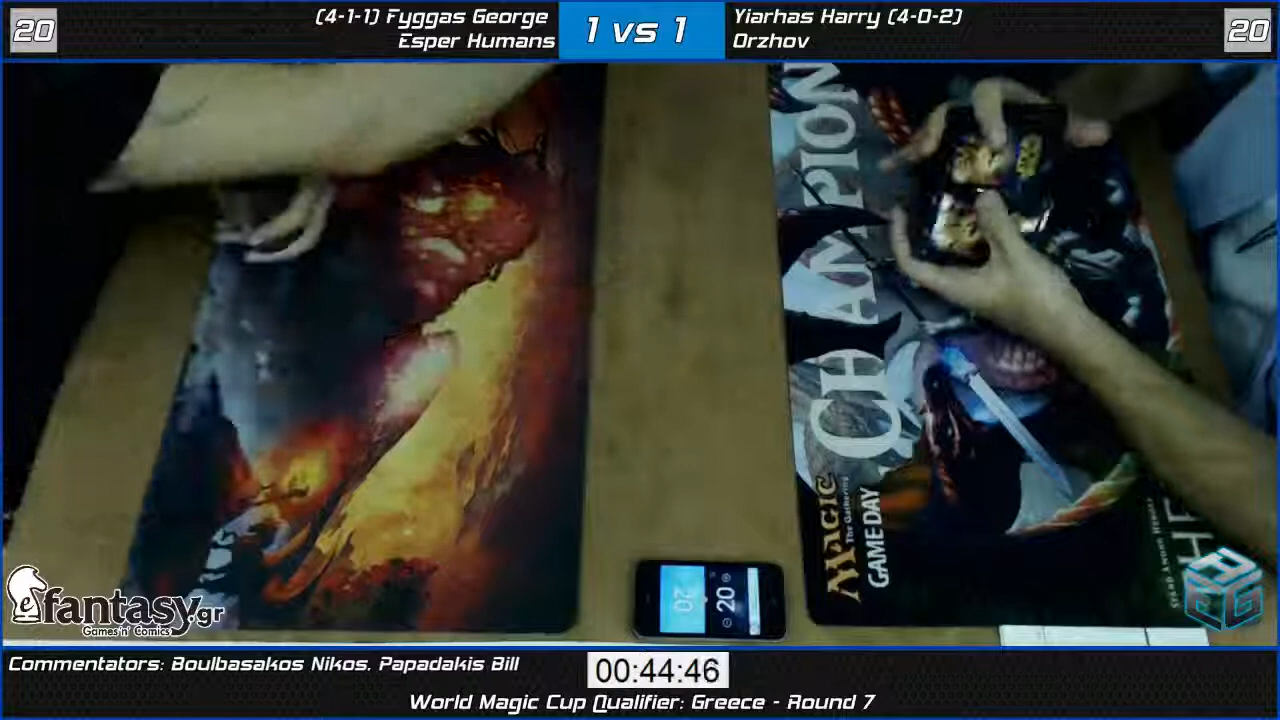 20
(4-1-1) Fyggas George
Esper Humans
1 vs 1
Yiarhas Harry (4-0-2)
Orzhov
20
CHAMPION
MAGIC
The Gathering
GAME DAY
20
20
efantasy.gr
Games 'n' Comics
Commentators: Boulbasakos Nikos, Papadakis Bill
00:44:46
World Magic Cup Qualifier: Greece - Round 7